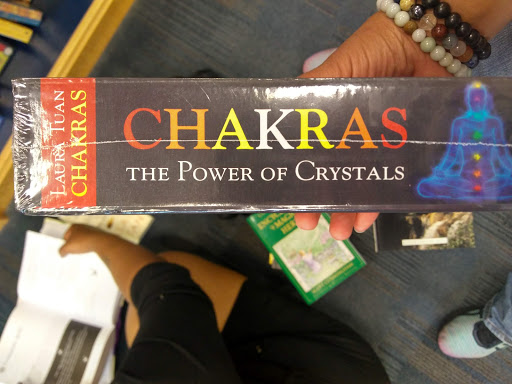 LAURA TUAN
CHAKRAS
CHAKRAS
THE POWER OF CRYSTALS